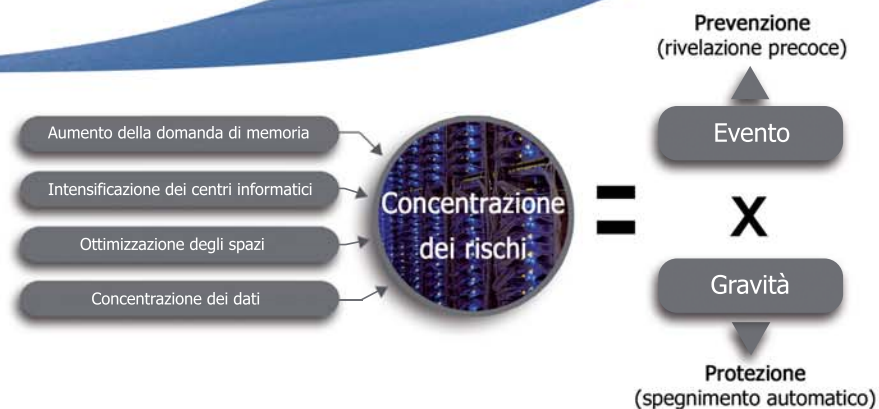 Prevenzione
(rivelazione precoce)
Aumento della domanda di memoria
Intensificazione dei centri informatici
Ottimizzazione degli spazi
Concentrazione dei dati
Concentrazione
dei rischi
=
Evento
X
Gravità
Protezione
(spegnimento automatico)